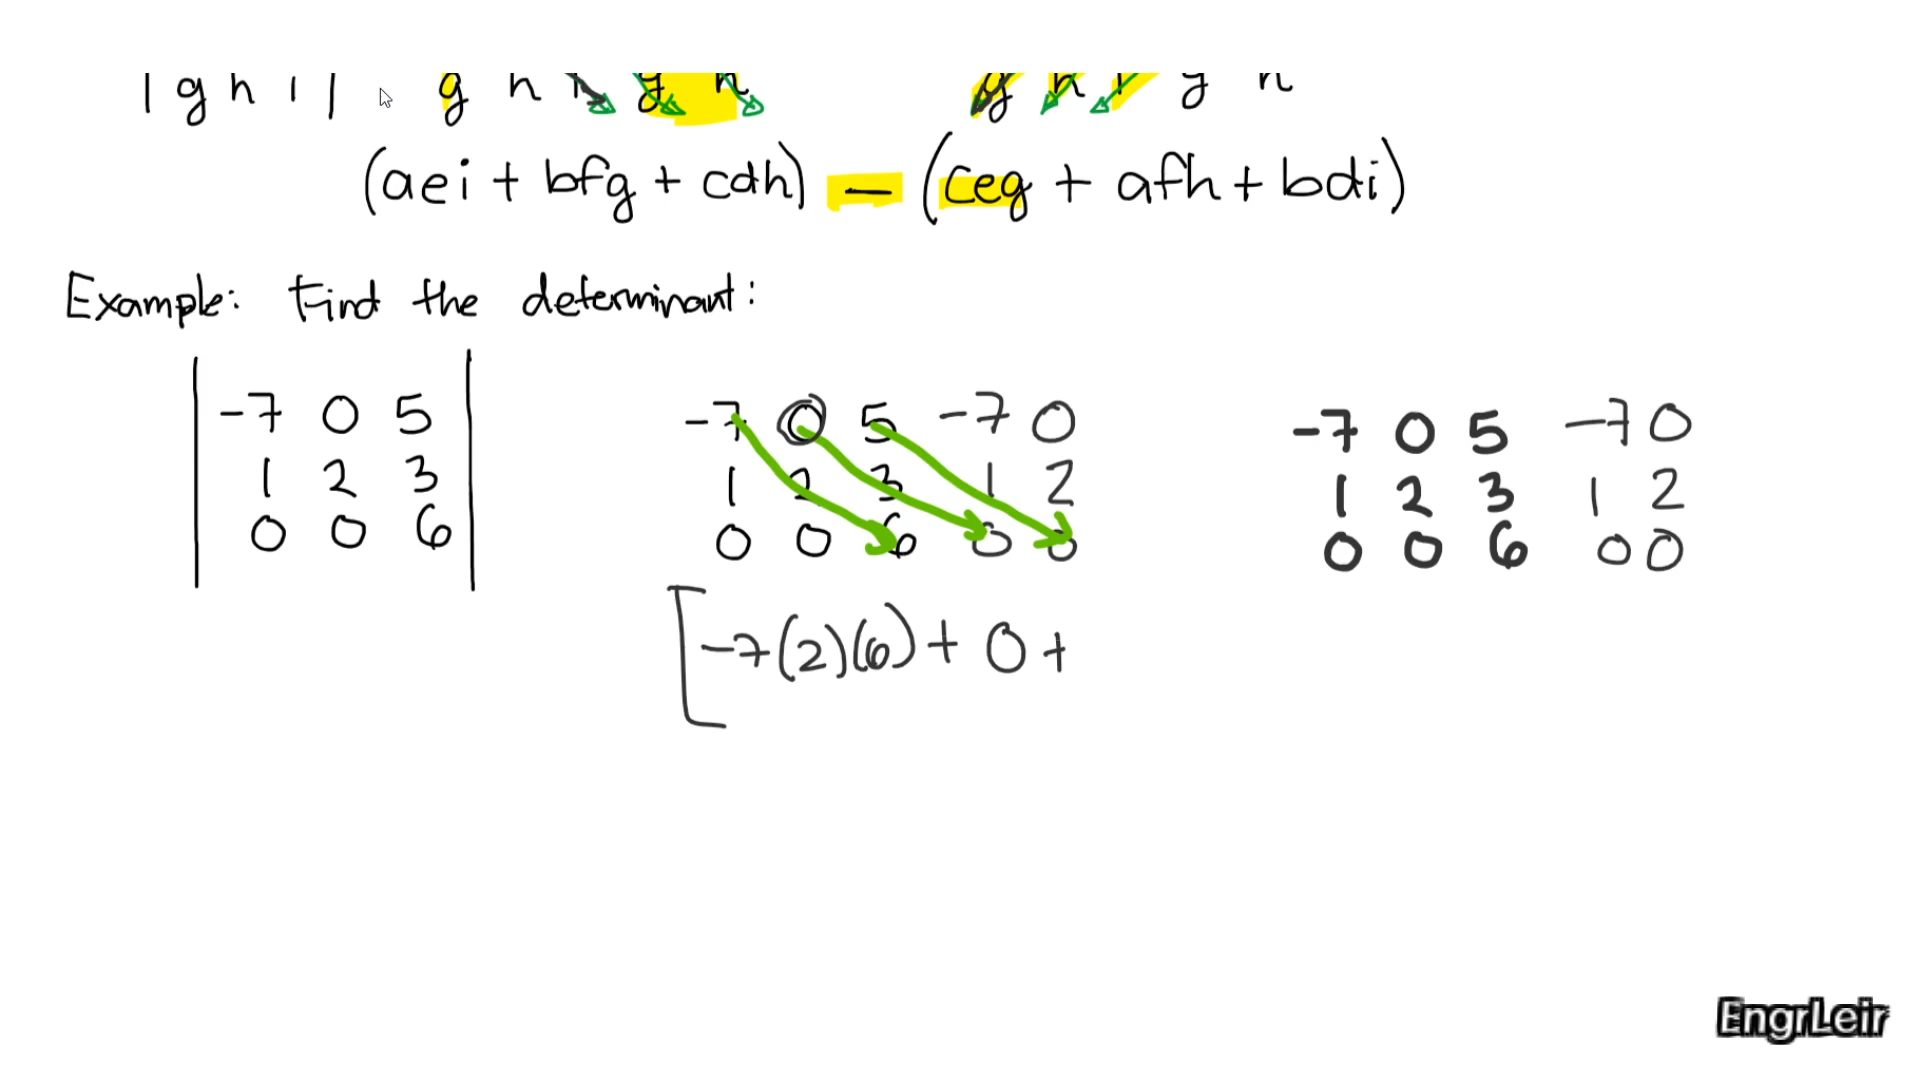 | g h i | g h i g h g h i g h
(aei + bfg + cdh) — (ceg + afh + bdi)
Example: Find the determinant:
-7 0 5
1 2 3
0 0 6
-7 0 5 -7 0
1 2 3 1 2
0 0 6 0 0
[-7(2)(6) + 0 +
-7 0 5 -7 0
1 2 3 1 2
0 0 6 0 0
EngrLeir